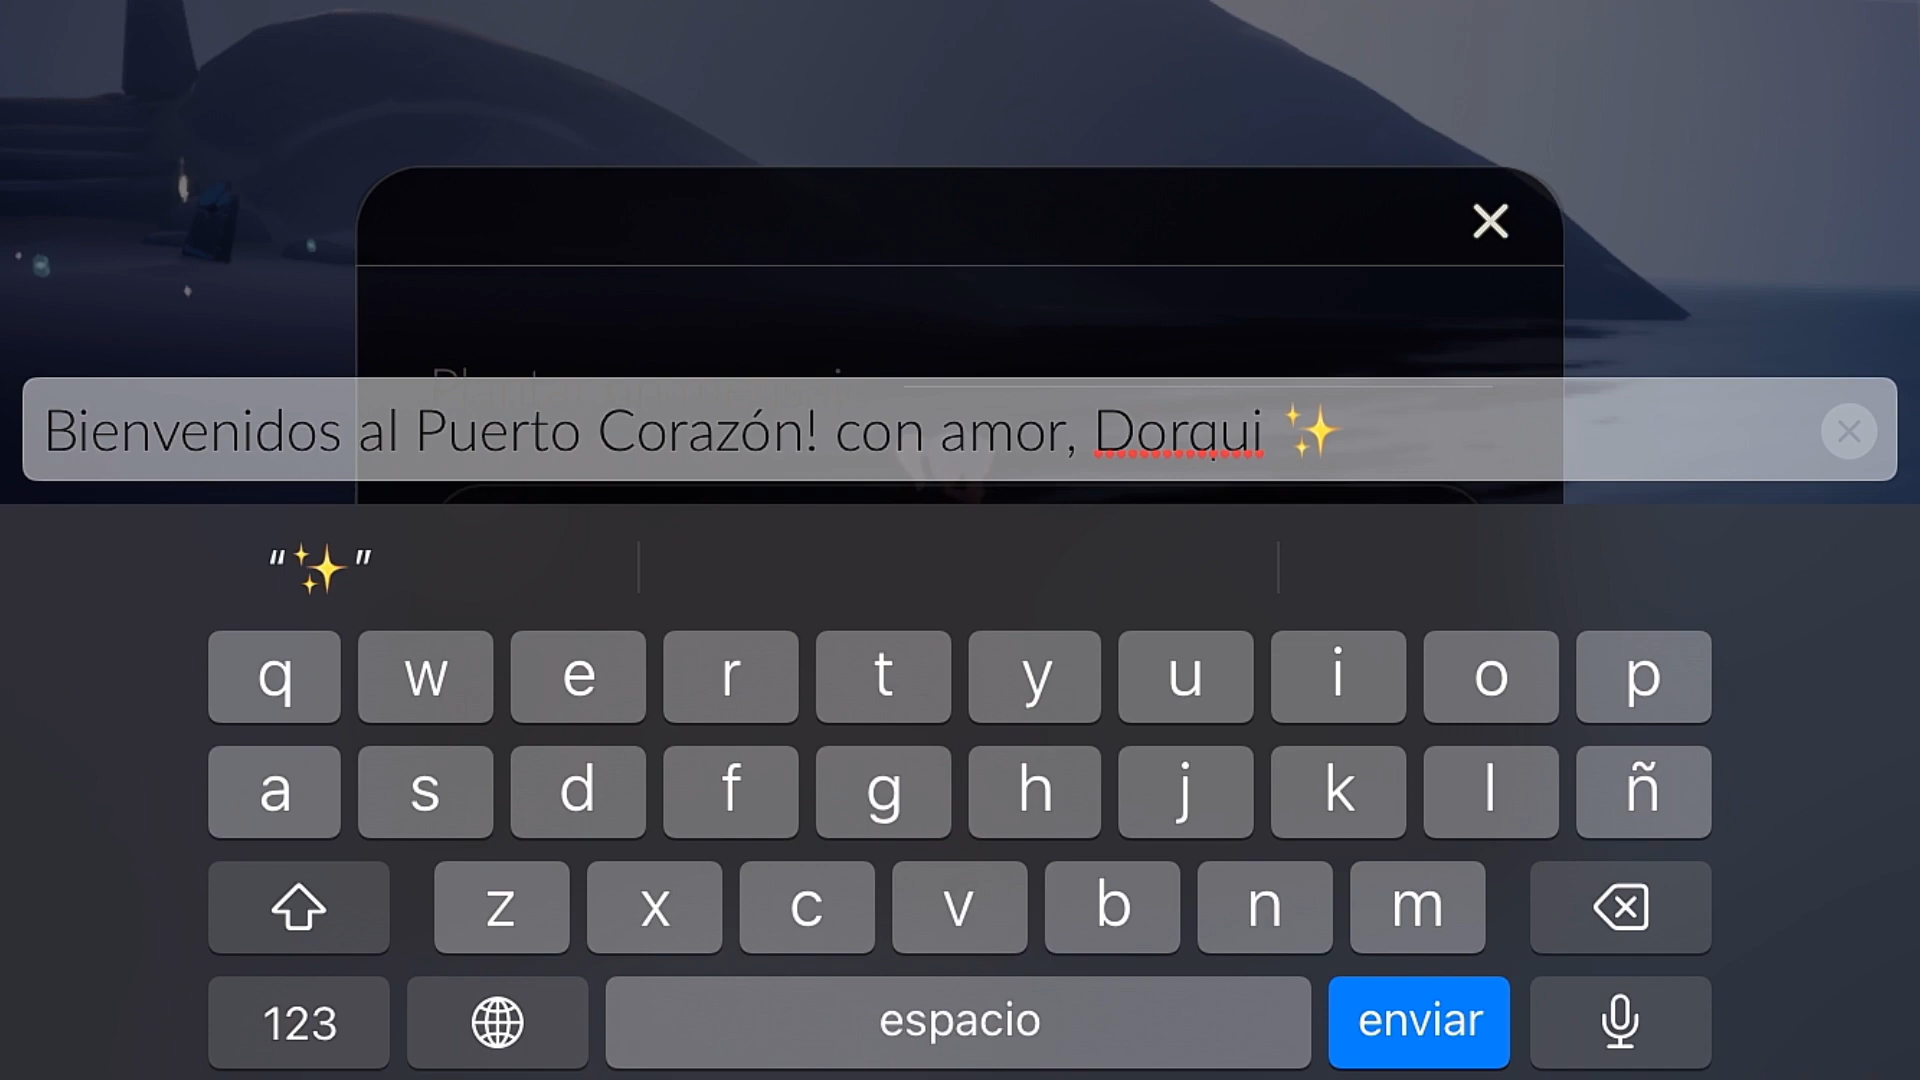 Bienvenidos al Puerto Corazón! con amor, Dorqui ✨
“✨”
q w e r t y u i o p
a s d f g h j k l ñ
z x c v b n m
123 espacio enviar